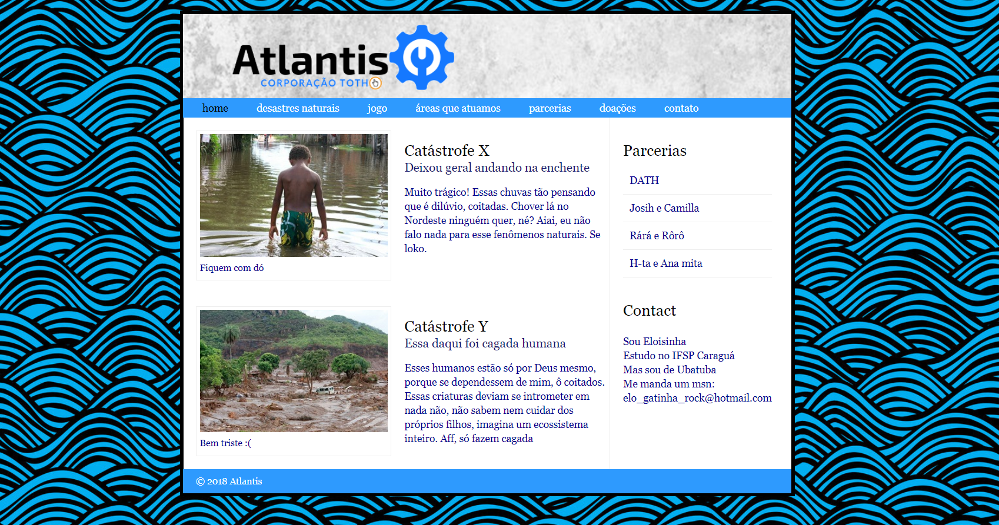 Atlantis
CORPORAÇÃO TOTH
home desastres naturais jogo áreas que atuamos parcerias doações contato
Catástrofe X
Deixou geral andando na enchente
Muito trágico! Essas chuvas tão pensando
que é dilúvio, coitadas. Chover lá no
Nordeste ninguém quer, né? Aiai, eu não
falo nada para esse fenômenos naturais. Se
loko.
Fiquem com dó
Catástrofe Y
Essa daqui foi cagada humana
Esses humanos estão só por Deus mesmo,
porque se dependessem de mim, ô coitados.
Essas criaturas deviam se intrometer em
nada não, não sabem nem cuidar dos
próprios filhos, imagina um ecossistema
inteiro. Aff, só fazem cagada
Bem triste :(
Parcerias
DATH
Josih e Camilla
Rárá e Rôrô
H-ta e Ana mita
Contact
Sou Eloisinha
Estudo no IFSP Caraguá
Mas sou de Ubatuba
Me manda um msn:
elo_gatinha_rock@hotmail.com
© 2018 Atlantis